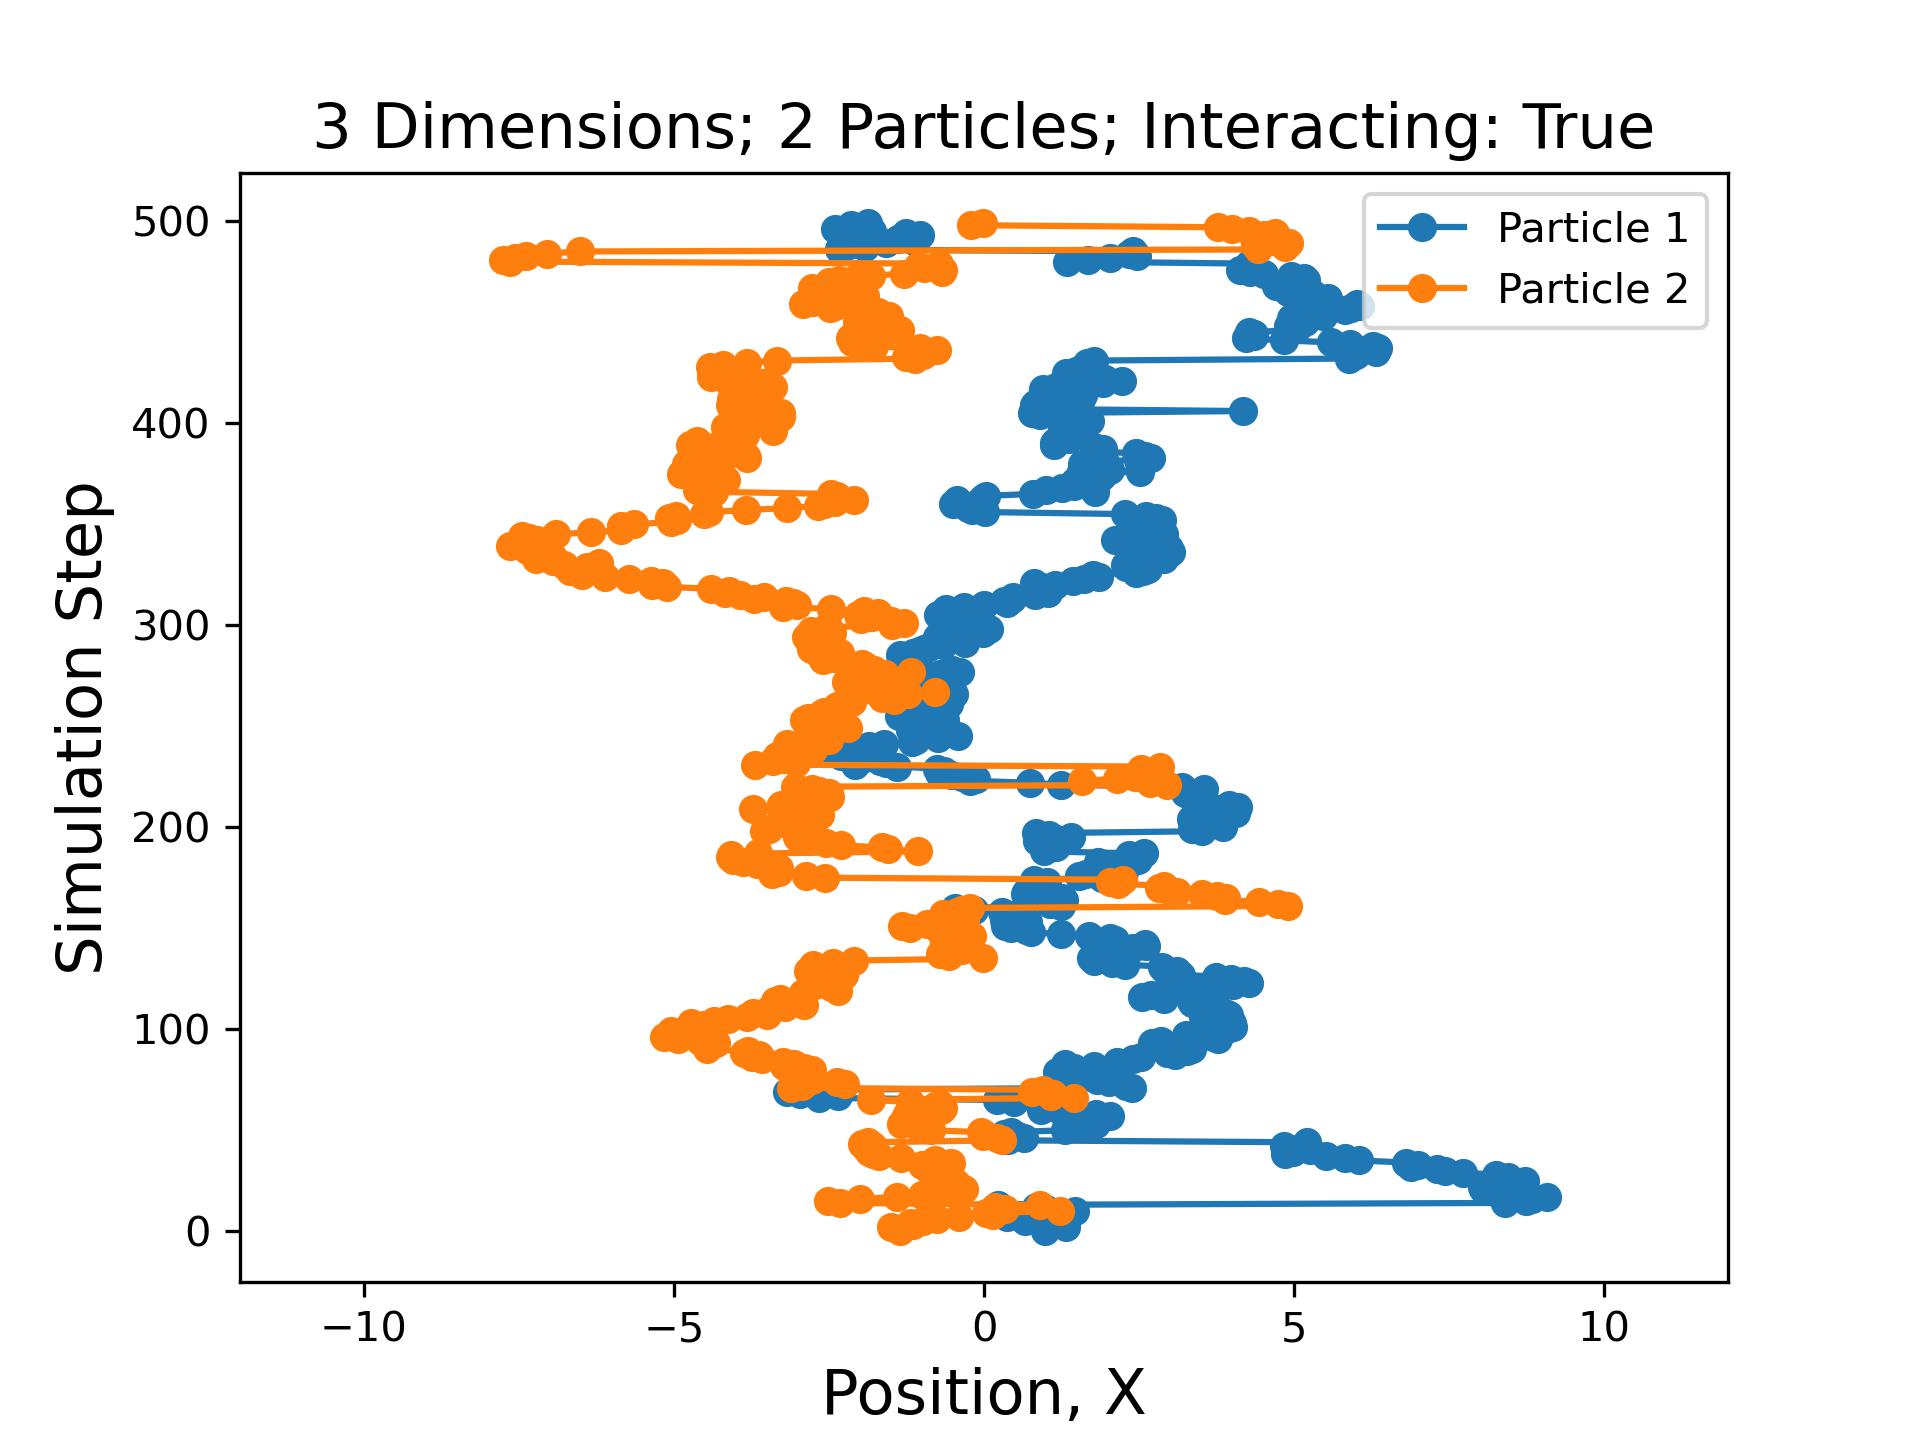 3 Dimensions; 2 Particles; Interacting: True
Particle 1
Particle 2
Simulation Step
500
400
300
200
100
0
−10
−5
0
5
10
Position, X